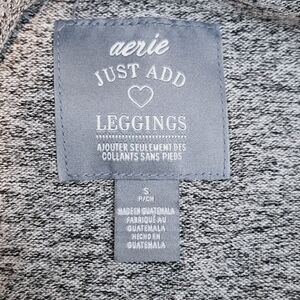 aerie
JUST ADD
LEGGINGS
AJOUTER SEULEMENT DES
COLLANTS SANS PIEDS
S
P/CH
MADE IN GUATEMALA
FABRIQUÉ AU
GUATEMALA
HECHO EN
GUATEMALA